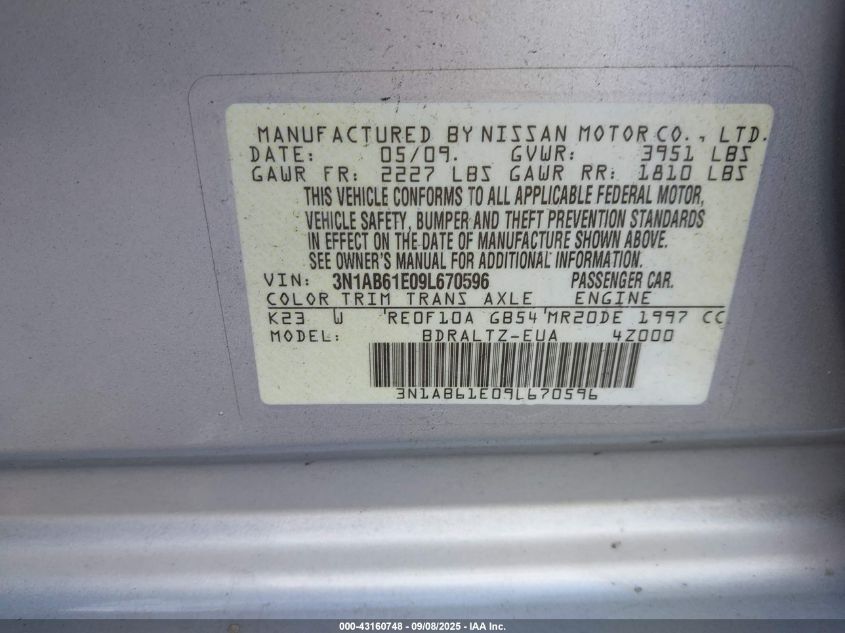 MANUFACTURED BY NISSAN MOTOR CO., LTD.
DATE: 05/09. GVWR: 3951 LBS
GAWR FR: 2227 LBS GAWR RR: 1810 LBS
THIS VEHICLE CONFORMS TO ALL APPLICABLE FEDERAL MOTOR,
VEHICLE SAFETY, BUMPER AND THEFT PREVENTION STANDARDS
IN EFFECT ON THE DATE OF MANUFACTURE SHOWN ABOVE.
SEE OWNER'S MANUAL FOR ADDITIONAL INFORMATION.
VIN: 3N1AB61E09L670596 PASSENGER CAR.
COLOR TRIM TRANS AXLE ENGINE
K23 W RE0F10A GB54 MR20DE 1997 CC
MODEL: BDRALTZ-EUA 4Z000
3N1AB61E09L670596
000-43160748 - 09/08/2025 - IAA Inc.